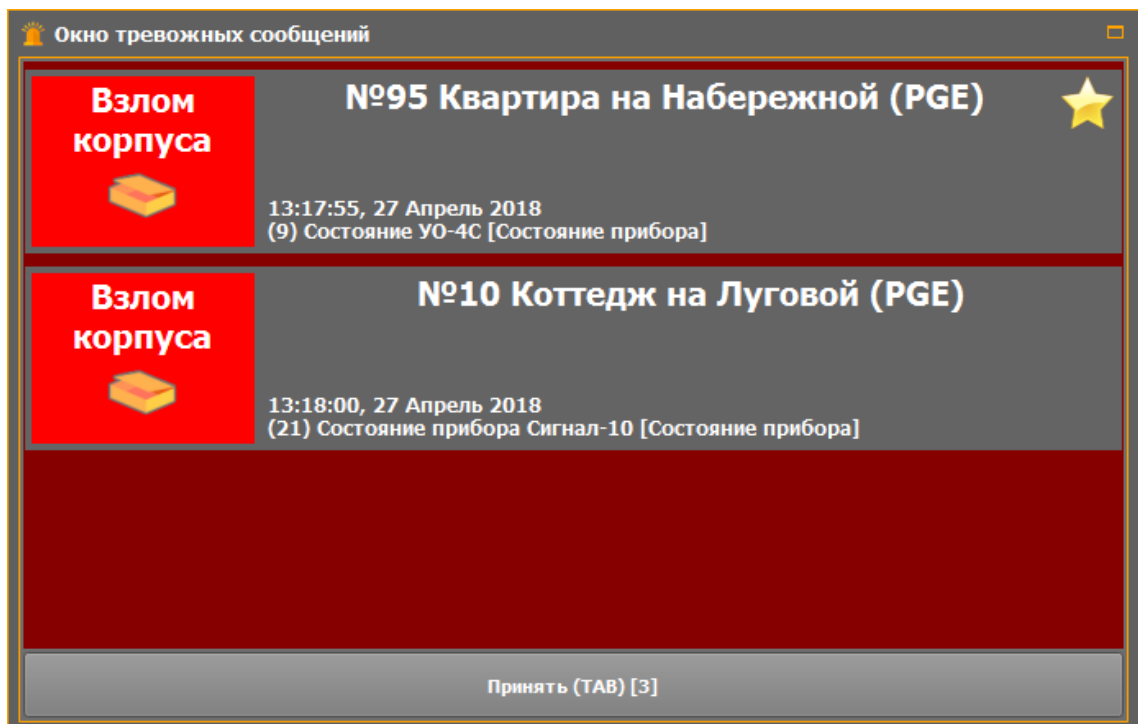 Окно тревожных сообщений
Взлом
корпуса
№95 Квартира на Набережной (PGE)
13:17:55, 27 Апрель 2018
(9) Состояние УО-4С [Состояние прибора]
Взлом
корпуса
№10 Коттедж на Луговой (PGE)
13:18:00, 27 Апрель 2018
(21) Состояние прибора Сигнал-10 [Состояние прибора]
Принять (TAB) [3]